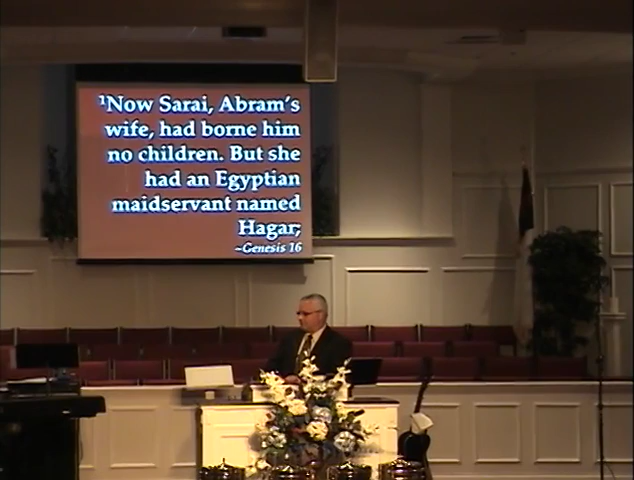 ¹Now Sarai, Abram's
wife, had borne him
no children. But she
had an Egyptian
maidservant named
Hagar;
~Genesis 16